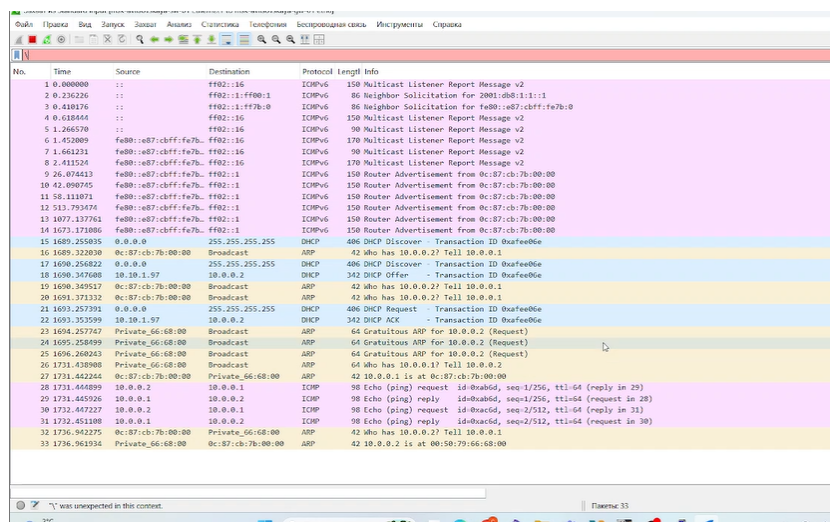 Файл Правка Вид Запуск Захват Анализ Статистика Телефония Беспроводная связь Инструменты Справка
\
No. Time Source Destination Protocol Lengtl Info
1 0.000000 :: ff02::16 ICMPv6 150 Multicast Listener Report Message v2
2 0.236226 :: ff02::1:ff00:1 ICMPv6 86 Neighbor Solicitation for 2001:db8:1:1::1
3 0.410176 :: ff02::1:ff7b:0 ICMPv6 86 Neighbor Solicitation for fe80::e87:cbff:fe7b:0
4 0.618444 :: ff02::16 ICMPv6 150 Multicast Listener Report Message v2
5 1.266570 :: ff02::16 ICMPv6 90 Multicast Listener Report Message v2
6 1.452009 fe80::e87:cbff:fe7b… ff02::16 ICMPv6 170 Multicast Listener Report Message v2
7 1.661231 fe80::e87:cbff:fe7b… ff02::16 ICMPv6 90 Multicast Listener Report Message v2
8 2.411524 fe80::e87:cbff:fe7b… ff02::16 ICMPv6 170 Multicast Listener Report Message v2
9 26.074413 fe80::e87:cbff:fe7b… ff02::1 ICMPv6 150 Router Advertisement from 0c:87:cb:7b:00:00
10 42.090745 fe80::e87:cbff:fe7b… ff02::1 ICMPv6 150 Router Advertisement from 0c:87:cb:7b:00:00
11 58.111071 fe80::e87:cbff:fe7b… ff02::1 ICMPv6 150 Router Advertisement from 0c:87:cb:7b:00:00
12 513.793474 fe80::e87:cbff:fe7b… ff02::1 ICMPv6 150 Router Advertisement from 0c:87:cb:7b:00:00
13 1077.137761 fe80::e87:cbff:fe7b… ff02::1 ICMPv6 150 Router Advertisement from 0c:87:cb:7b:00:00
14 1673.171086 fe80::e87:cbff:fe7b… ff02::1 ICMPv6 150 Router Advertisement from 0c:87:cb:7b:00:00
15 1689.255035 0.0.0.0 255.255.255.255 DHCP 406 DHCP Discover - Transaction ID 0xafee06e
16 1689.322030 0c:87:cb:7b:00:00 Broadcast ARP 42 Who has 10.0.0.2? Tell 10.0.0.1
17 1690.256822 0.0.0.0 255.255.255.255 DHCP 406 DHCP Discover - Transaction ID 0xafee06e
18 1690.347608 10.10.1.97 10.0.0.2 DHCP 342 DHCP Offer - Transaction ID 0xafee06e
19 1690.349517 0c:87:cb:7b:00:00 Broadcast ARP 42 Who has 10.0.0.2? Tell 10.0.0.1
20 1691.371332 0c:87:cb:7b:00:00 Broadcast ARP 42 Who has 10.0.0.2? Tell 10.0.0.1
21 1693.257391 0.0.0.0 255.255.255.255 DHCP 406 DHCP Request - Transaction ID 0xafee06e
22 1693.353599 10.10.1.97 10.0.0.2 DHCP 342 DHCP ACK - Transaction ID 0xafee06e
23 1694.257747 Private_66:68:00 Broadcast ARP 64 Gratuitous ARP for 10.0.0.2 (Request)
24 1695.258499 Private_66:68:00 Broadcast ARP 64 Gratuitous ARP for 10.0.0.2 (Request)
25 1696.260243 Private_66:68:00 Broadcast ARP 64 Gratuitous ARP for 10.0.0.2 (Request)
26 1731.438908 Private_66:68:00 Broadcast ARP 64 Who has 10.0.0.1? Tell 10.0.0.2
27 1731.442244 0c:87:cb:7b:00:00 Private_66:68:00 ARP 42 10.0.0.1 is at 0c:87:cb:7b:00:00
28 1731.444899 10.0.0.2 10.0.0.1 ICMP 98 Echo (ping) request id=0xab6d, seq=1/256, ttl=64 (reply in 29)
29 1731.445926 10.0.0.1 10.0.0.2 ICMP 98 Echo (ping) reply id=0xab6d, seq=1/256, ttl=64 (request in 28)
30 1732.447227 10.0.0.2 10.0.0.1 ICMP 98 Echo (ping) request id=0xac6d, seq=2/512, ttl=64 (reply in 31)
31 1732.451108 10.0.0.1 10.0.0.2 ICMP 98 Echo (ping) reply id=0xac6d, seq=2/512, ttl=64 (request in 30)
32 1736.942275 0c:87:cb:7b:00:00 Private_66:68:00 ARP 42 Who has 10.0.0.2? Tell 10.0.0.1
33 1736.961934 Private_66:68:00 0c:87:cb:7b:00:00 ARP 42 10.0.0.2 is at 00:50:79:66:68:00
"\" was unexpected in this context. Пакеты: 33